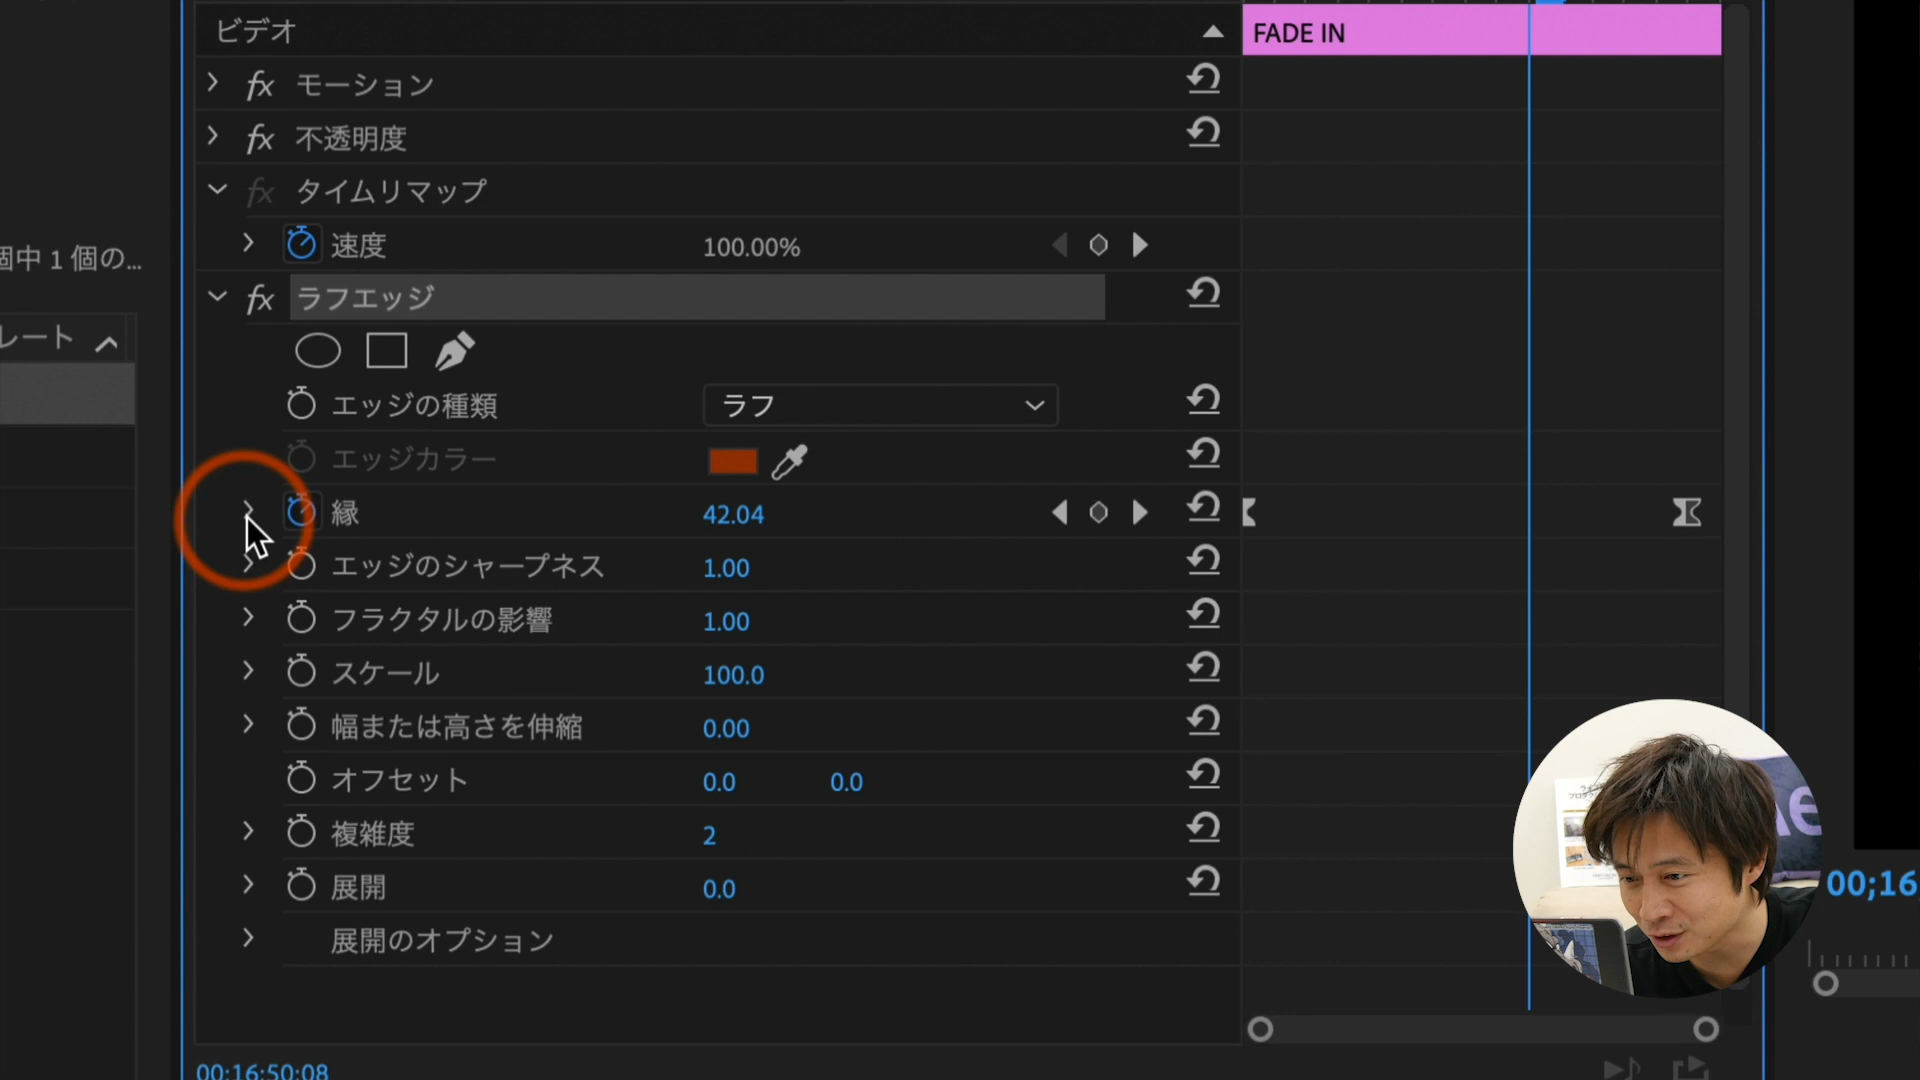 ビデオ
FADE IN
fx モーション
fx 不透明度
fx タイムリマップ
速度 100.00%
個中 1 個の...
fx ラフエッジ
レート
エッジの種類 ラフ
エッジカラー
縁 42.04
エッジのシャープネス 1.00
フラクタルの影響 1.00
スケール 100.0
幅または高さを伸縮 0.00
オフセット 0.0 0.0
複雑度 2
展開 0.0
00;16
展開のオプション
00:16:50:08